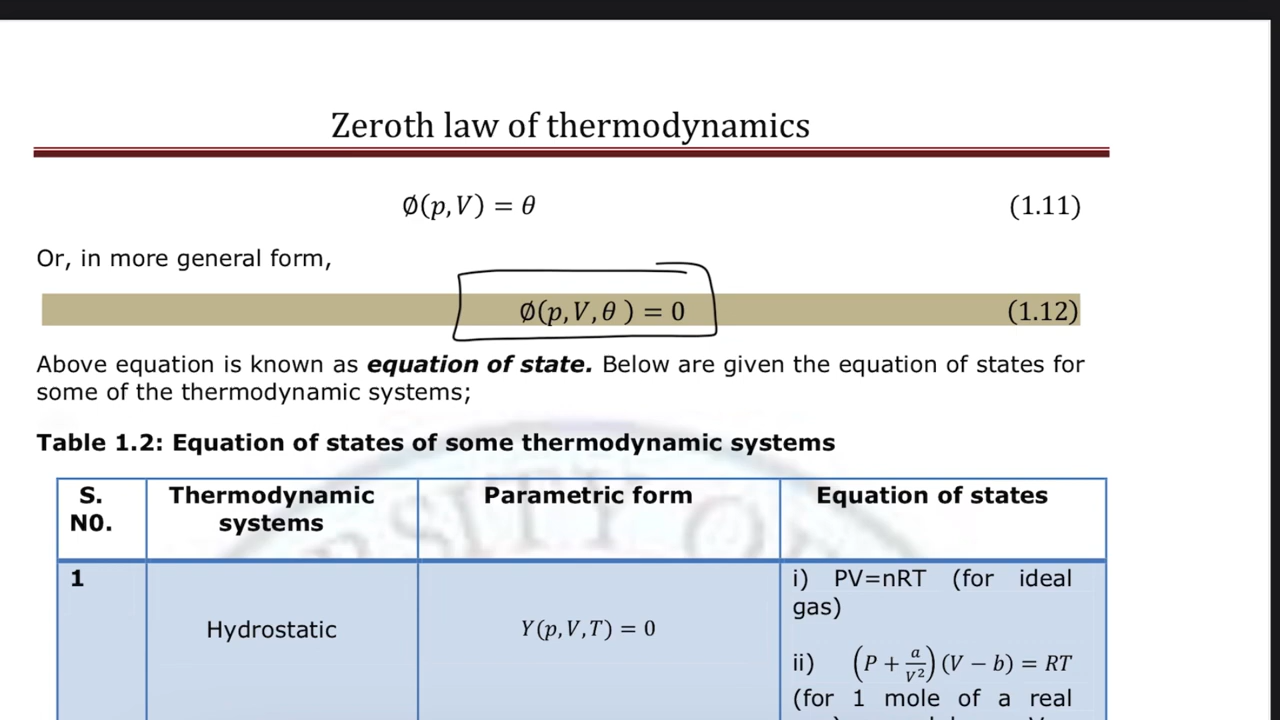 Zeroth law of thermodynamics
∅(p, V) = θ (1.11)
Or, in more general form,
∅(p, V, θ ) = 0 (1.12)
Above equation is known as equation of state. Below are given the equation of states for
some of the thermodynamic systems;
Table 1.2: Equation of states of some thermodynamic systems
S. N0.
Thermodynamic systems
Parametric form
Equation of states
1
Hydrostatic
Y(p, V, T) = 0
i) PV=nRT (for ideal
gas)
ii) (P + a/V²) (V − b) = RT
(for 1 mole of a real